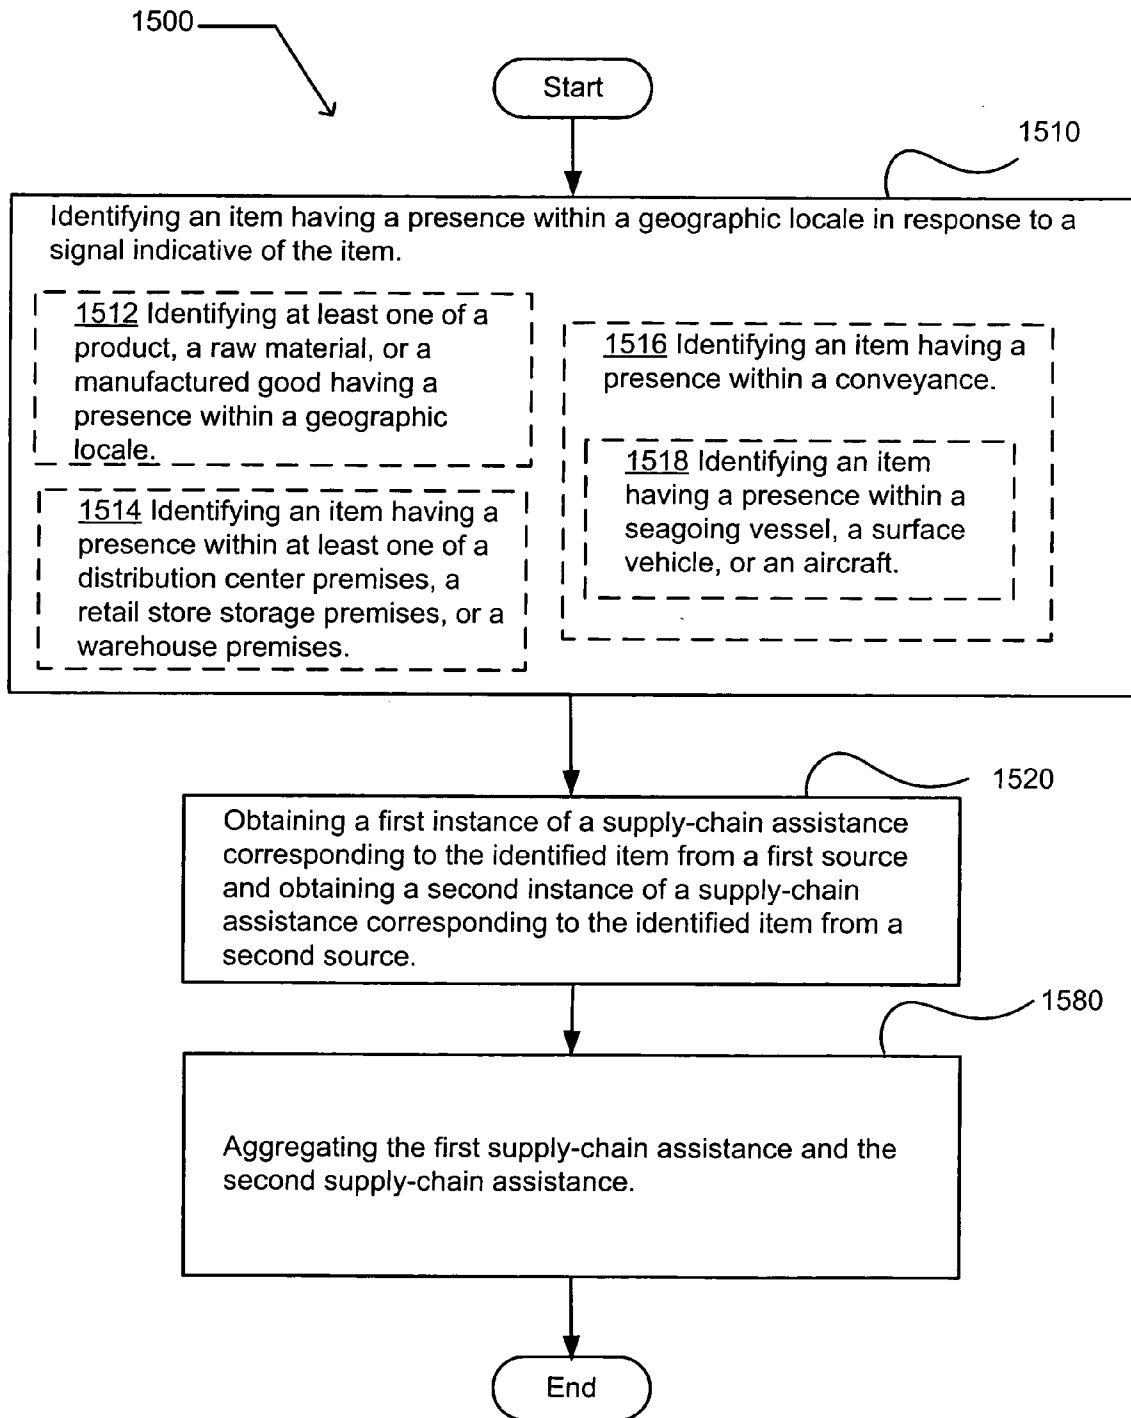 1500
Start
1510
Identifying an item having a presence within a geographic locale in response to a
signal indicative of the item.
1512 Identifying at least one of a
product, a raw material, or a
manufactured good having a
presence within a geographic
locale.
1514 Identifying an item having a
presence within at least one of a
distribution center premises, a
retail store storage premises, or a
warehouse premises.
1516 Identifying an item having a
presence within a conveyance.
1518 Identifying an item
having a presence within a
seagoing vessel, a surface
vehicle, or an aircraft.
1520
Obtaining a first instance of a supply-chain assistance
corresponding to the identified item from a first source
and obtaining a second instance of a supply-chain
assistance corresponding to the identified item from a
second source.
1580
Aggregating the first supply-chain assistance and the
second supply-chain assistance.
End